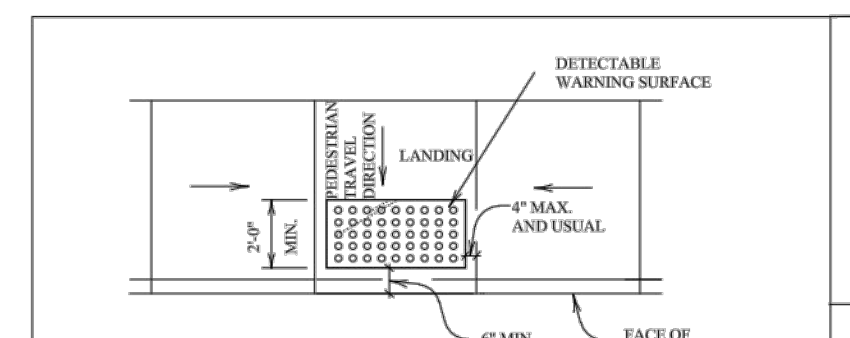 DETECTABLE
WARNING SURFACE
PEDESTRIAN
TRAVEL
DIRECTION
LANDING
4" MAX.
AND USUAL
2'-0"
MIN.
6" MIN
FACE OF